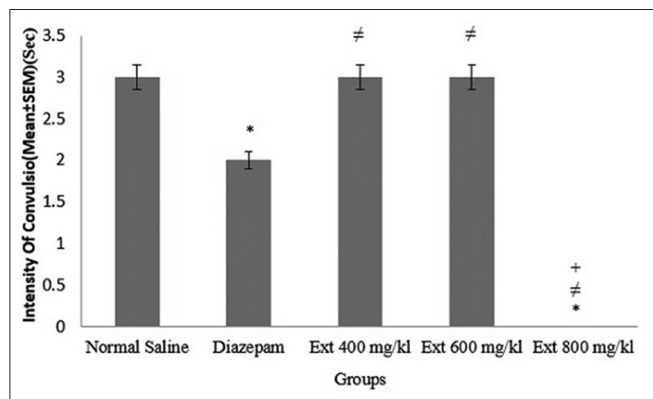 Intensity Of Convulsio(Mean±SEM)(Sec)
3.5
3
2.5
2
1.5
1
0.5
0
*
≠
≠
+
≠
*
Normal Saline
Diazepam
Ext 400 mg/kl
Ext 600 mg/kl
Ext 800 mg/kl
Groups